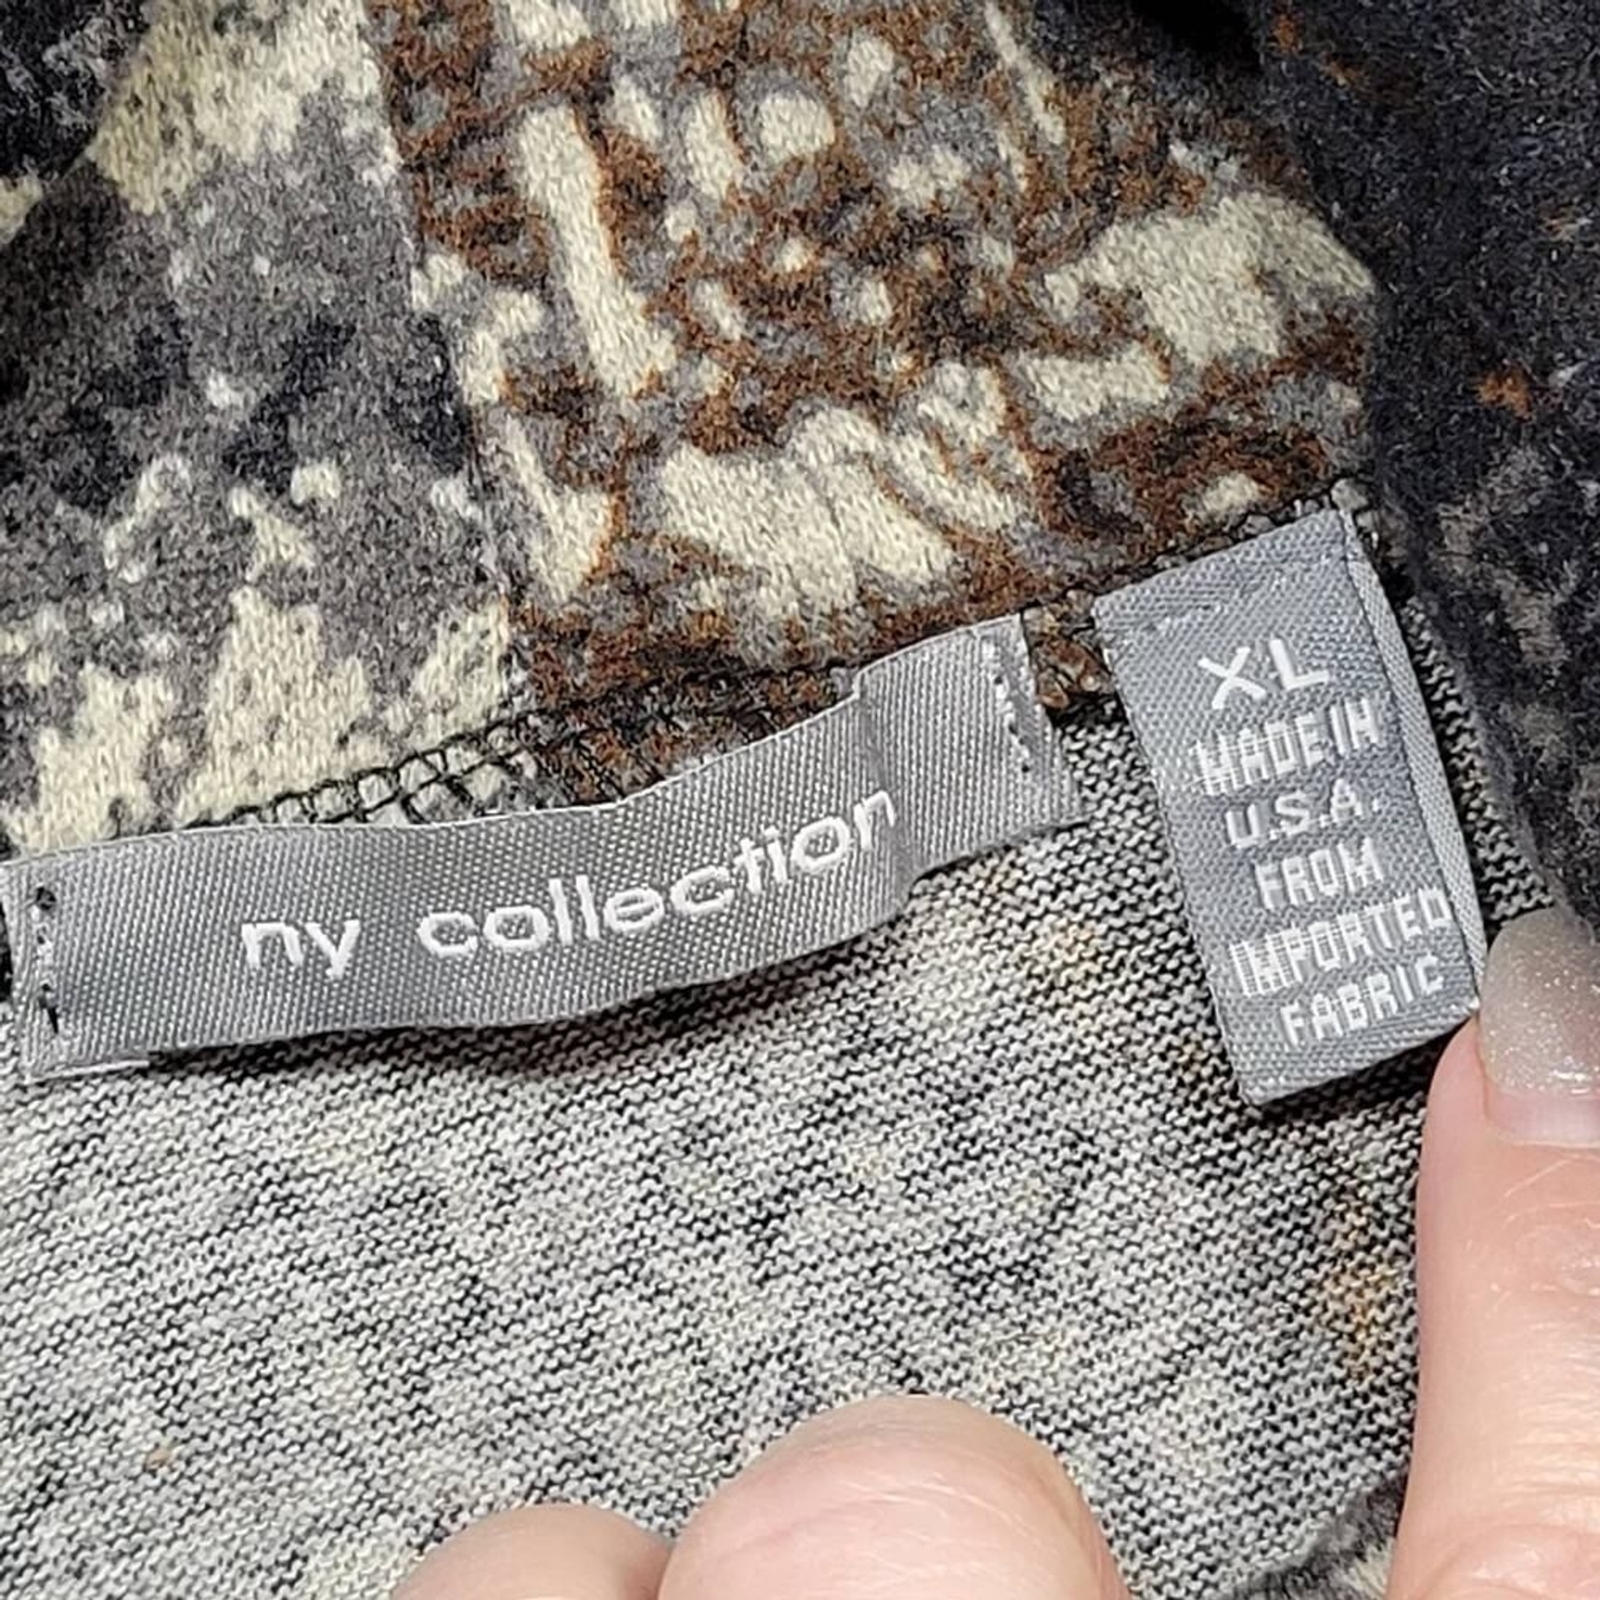 ny collection
XL
MADE IN
U.S.A.
FROM
IMPORTED
FABRIC